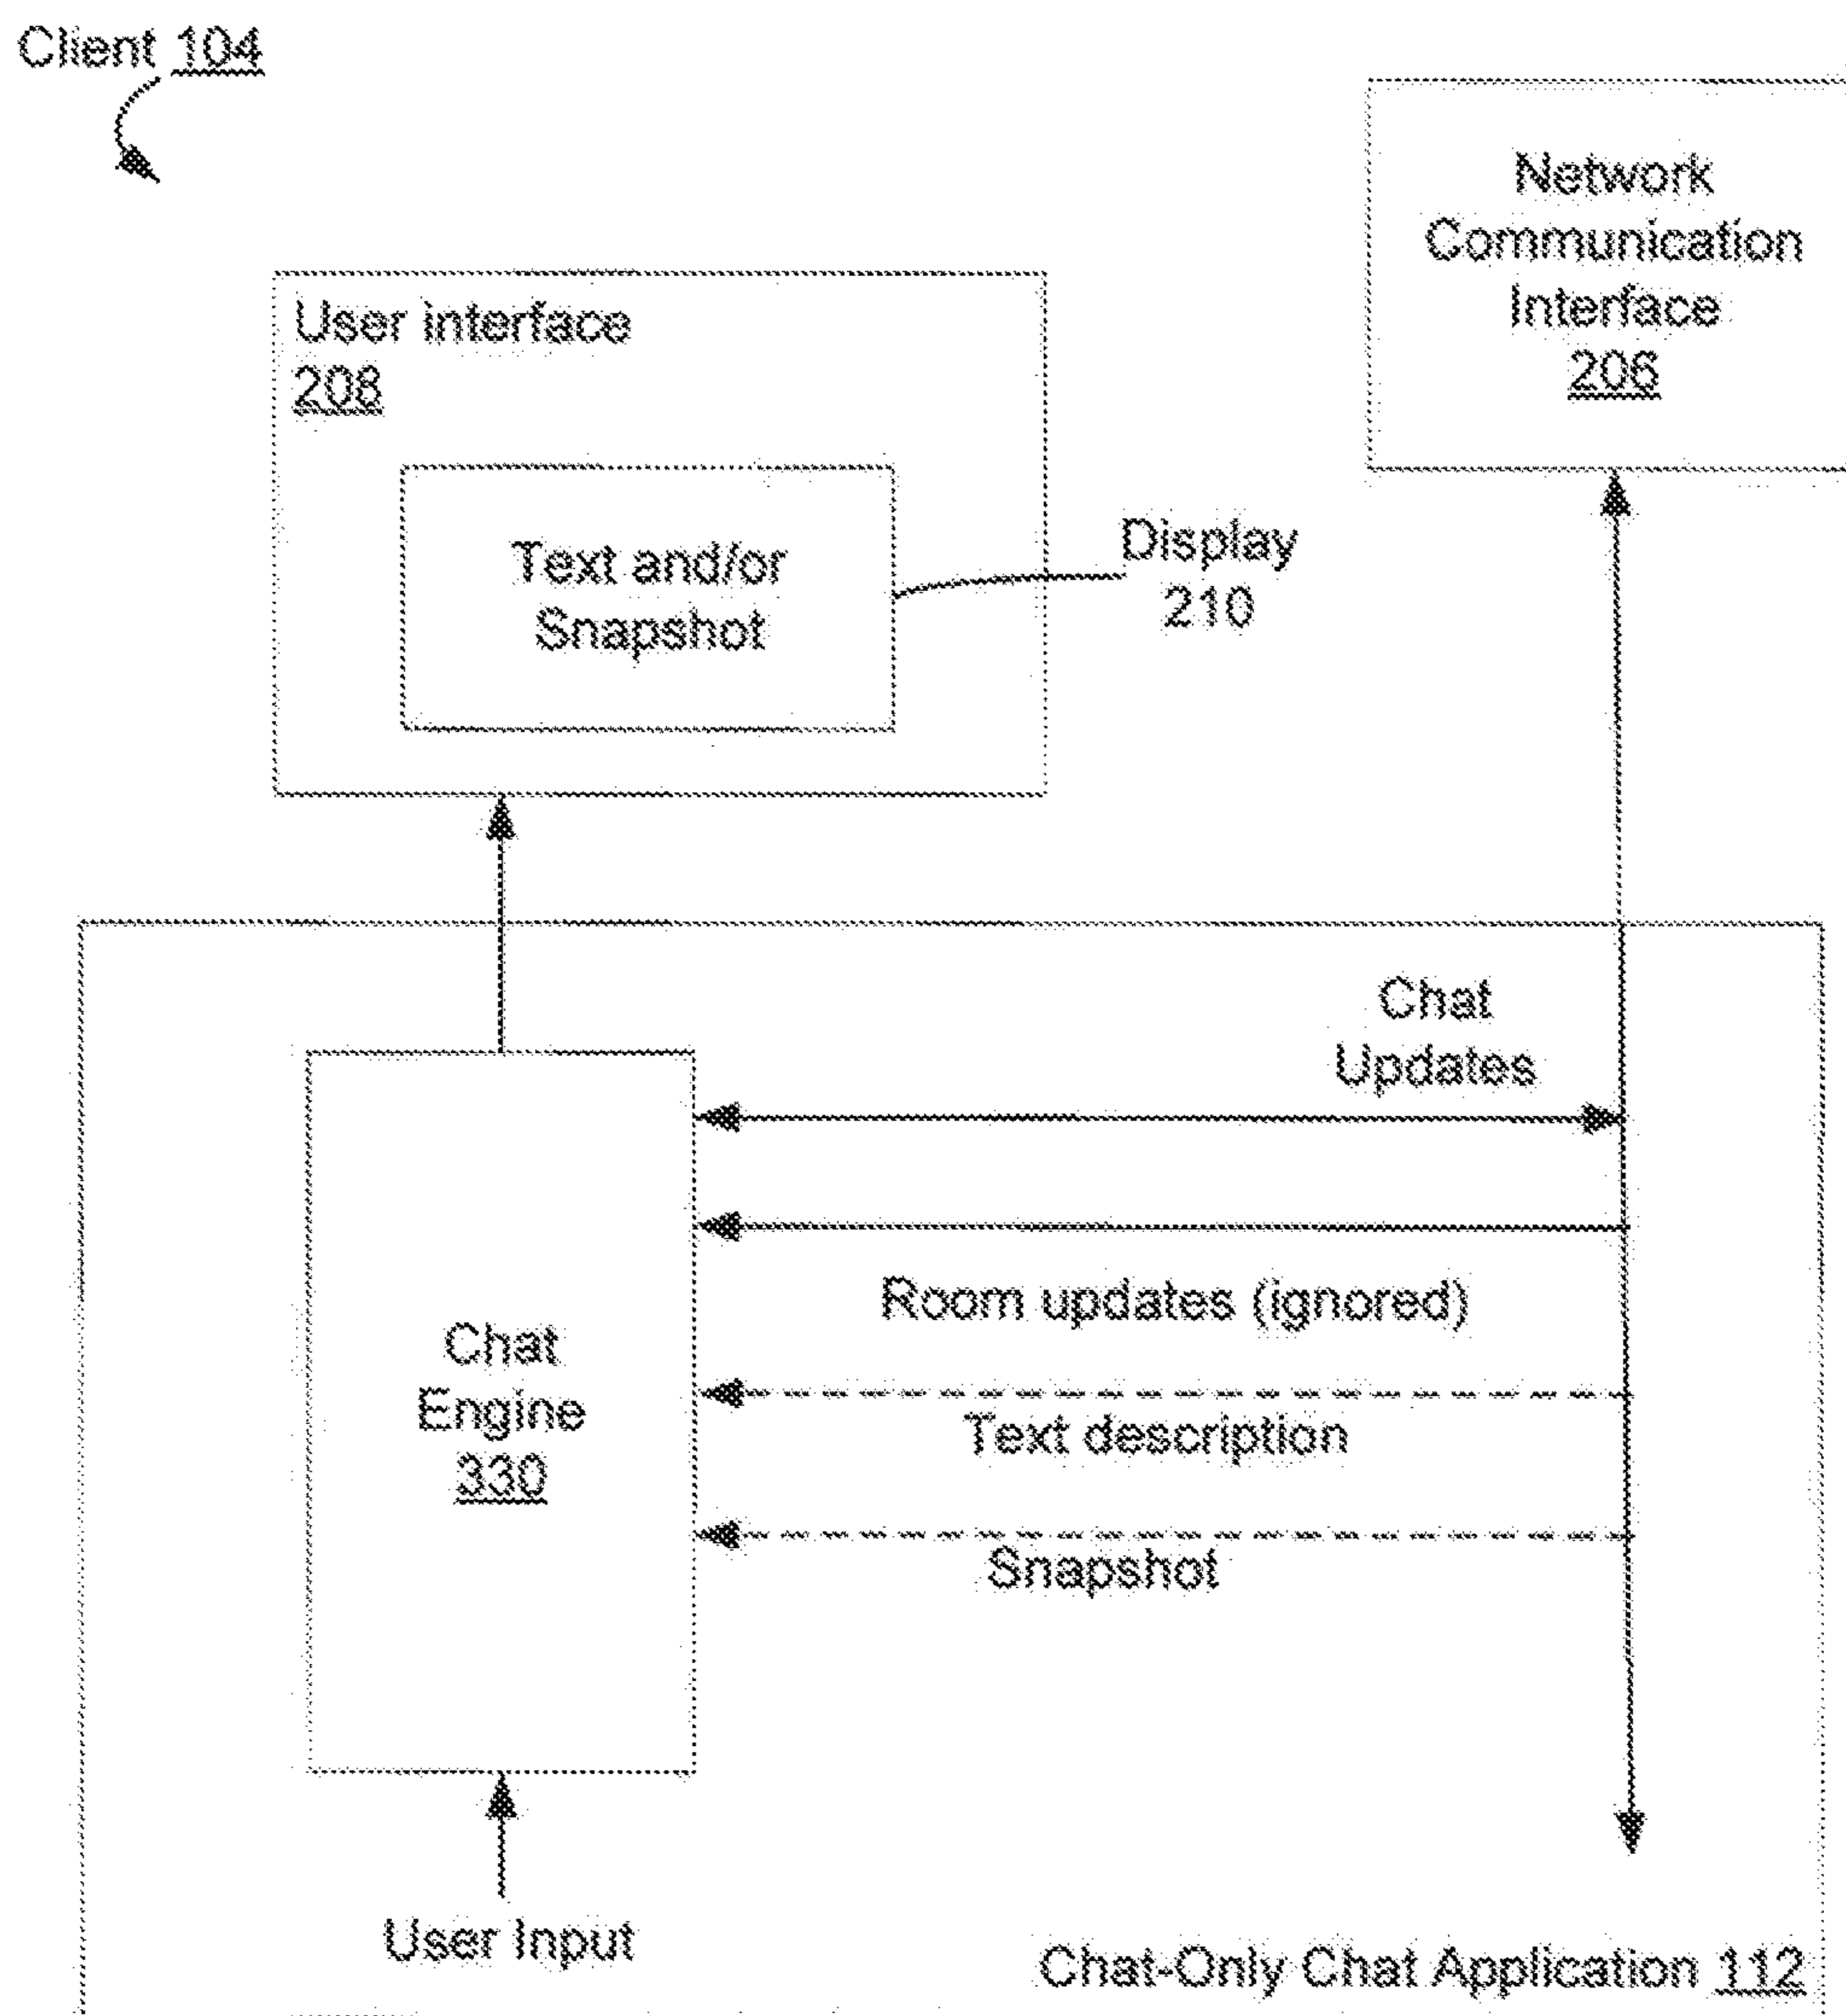 Client 104
Network
Communication
Interface
206
User interface
208
Text and/or
Snapshot
Display
210
Chat
Updates
Room updates (ignored)
Chat
Engine
330
Text description
Snapshot
User Input
Chat-Only Chat Application 112